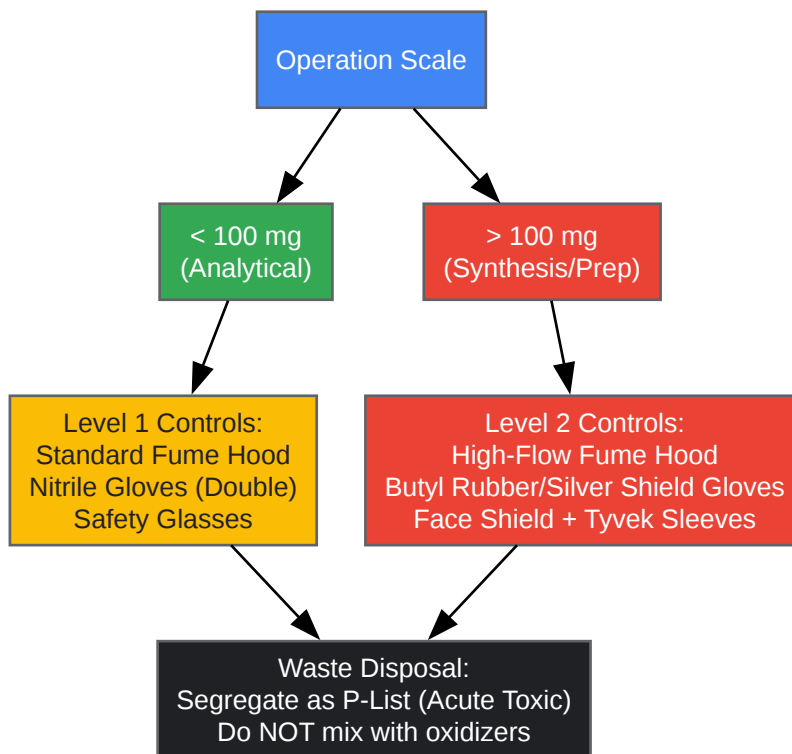 Operation Scale
< 100 mg
(Analytical)
> 100 mg
(Synthesis/Prep)
Level 1 Controls:
Standard Fume Hood
Nitrile Gloves (Double)
Safety Glasses
Level 2 Controls:
High-Flow Fume Hood
Butyl Rubber/Silver Shield Gloves
Face Shield + Tyvek Sleeves
Waste Disposal:
Segregate as P-List (Acute Toxic)
Do NOT mix with oxidizers